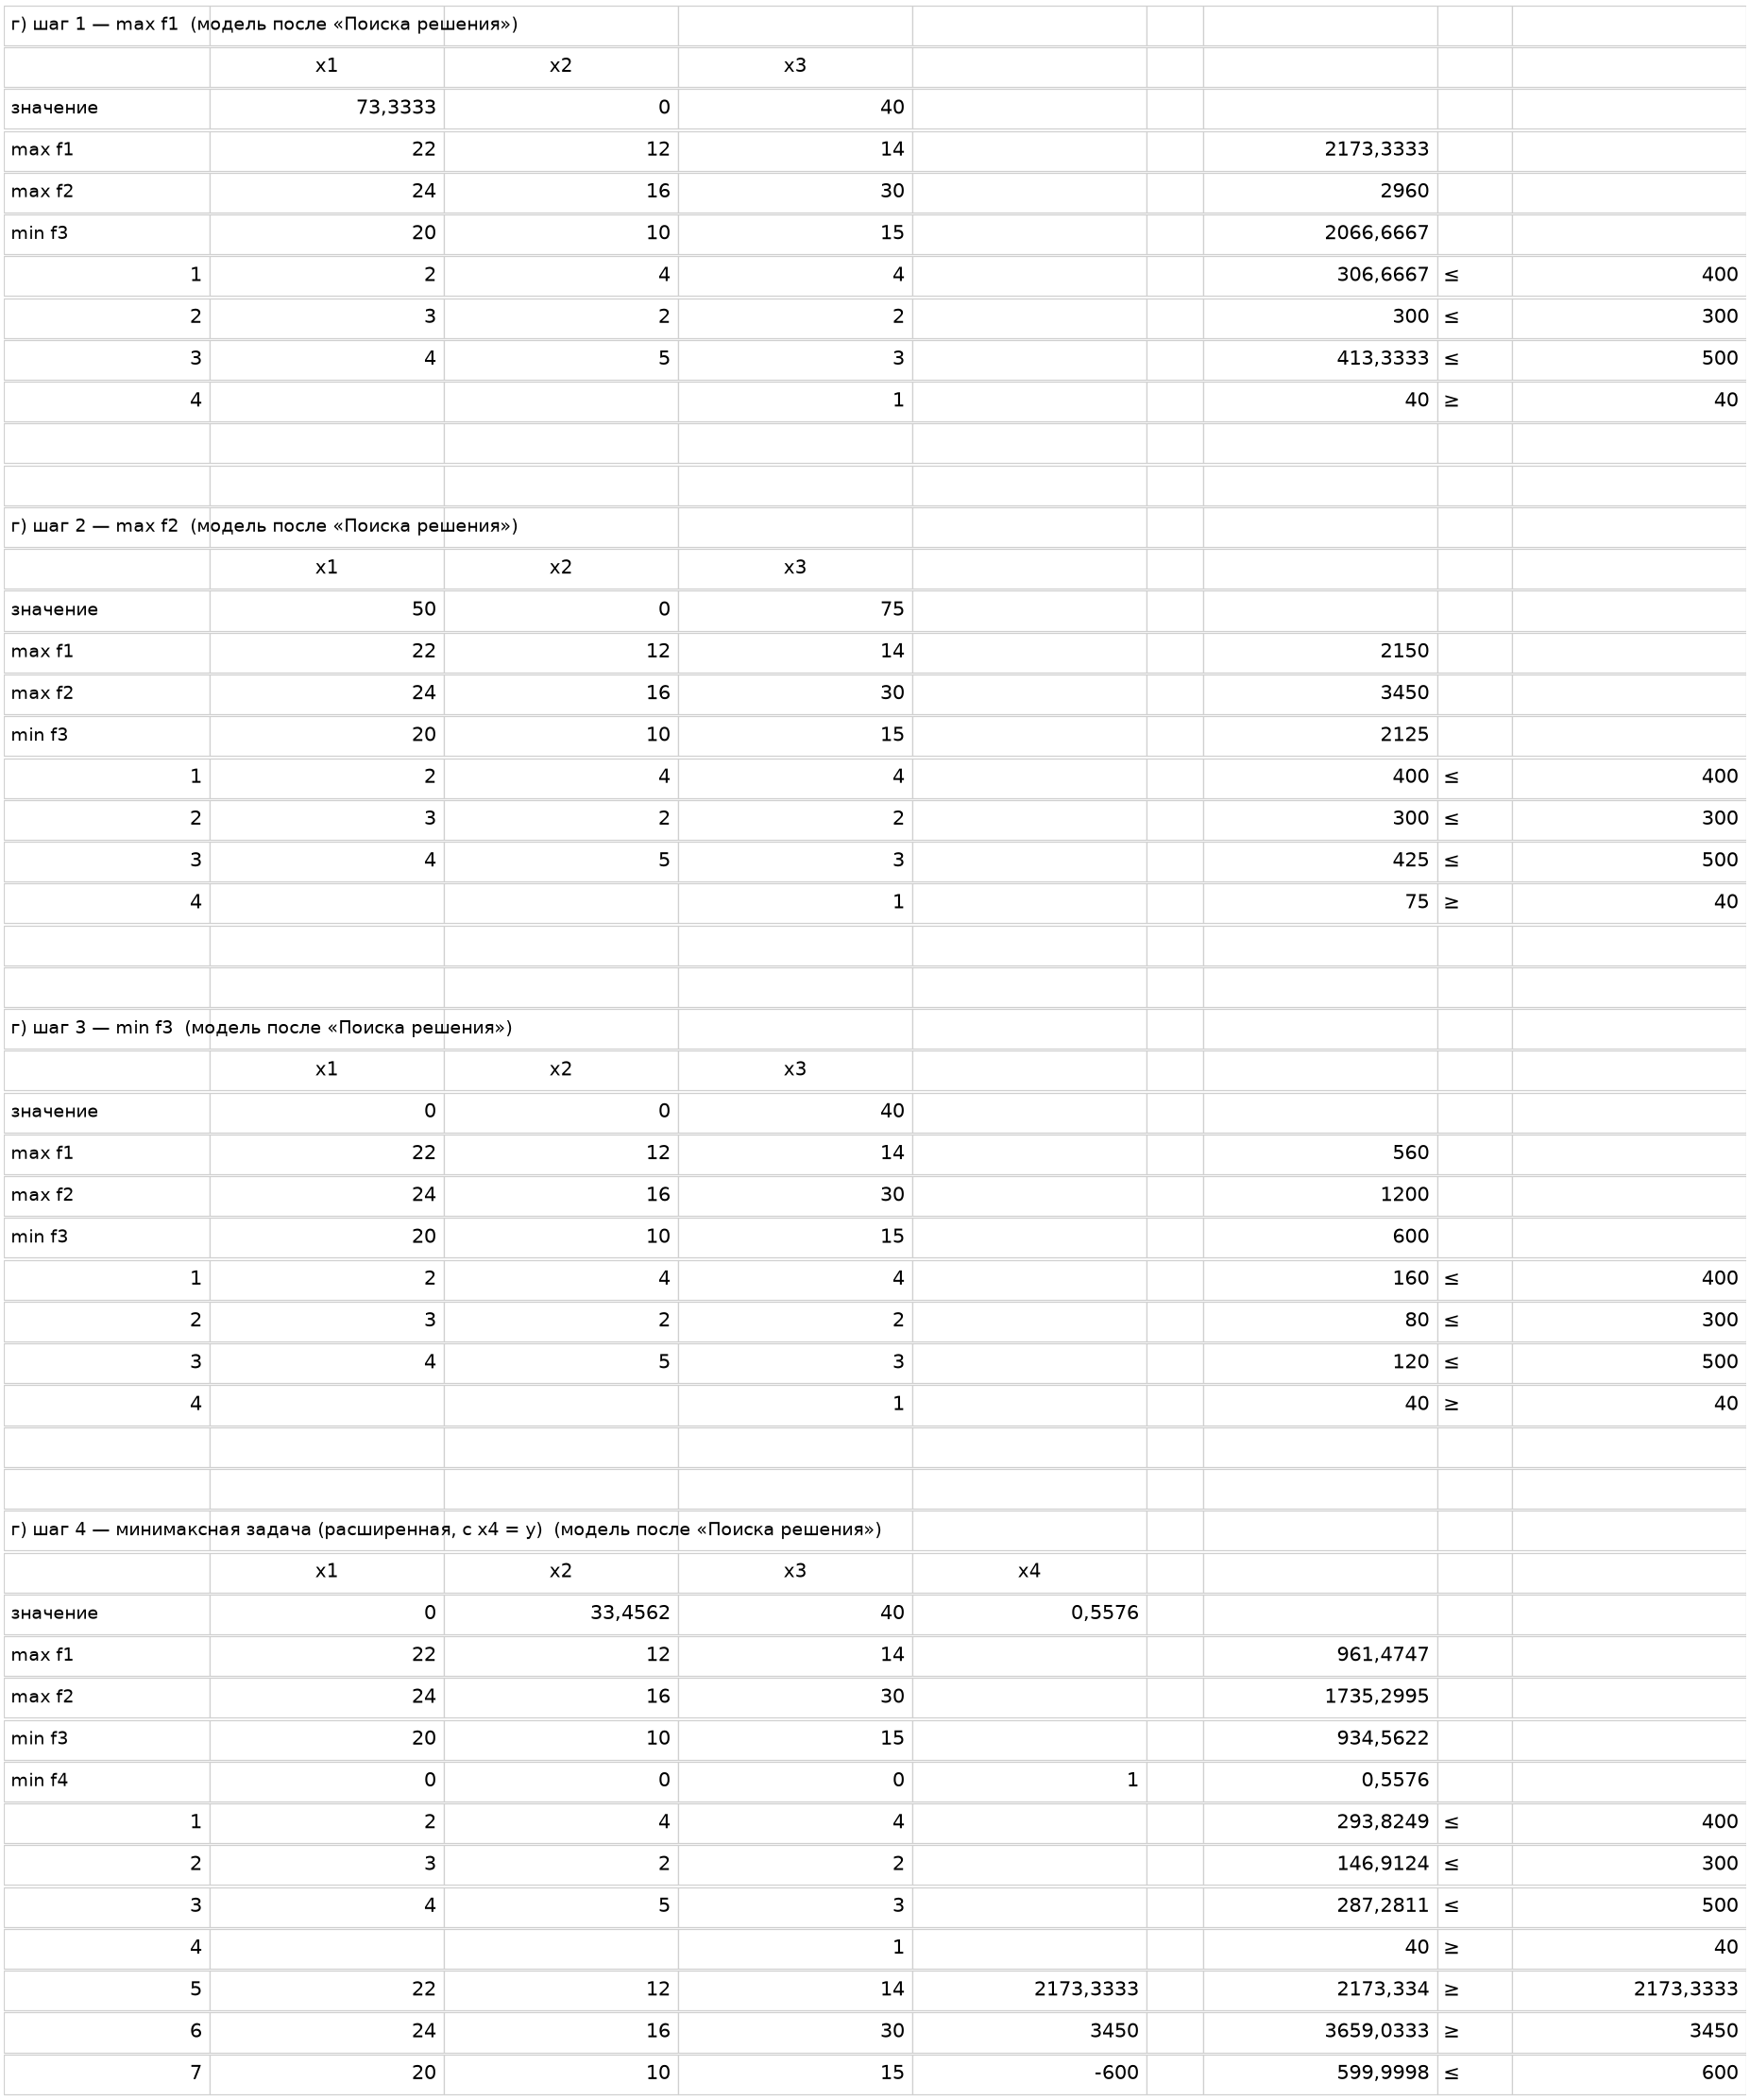 г) шаг 1 — max f1 (модель после «Поиска решения»)
x1 x2 x3
значение 73,3333 0 40
max f1 22 12 14 2173,3333
max f2 24 16 30 2960
min f3 20 10 15 2066,6667
1 2 4 4 306,6667 ≤ 400
2 3 2 2 300 ≤ 300
3 4 5 3 413,3333 ≤ 500
4 1 40 ≥ 40
г) шаг 2 — max f2 (модель после «Поиска решения»)
x1 x2 x3
значение 50 0 75
max f1 22 12 14 2150
max f2 24 16 30 3450
min f3 20 10 15 2125
1 2 4 4 400 ≤ 400
2 3 2 2 300 ≤ 300
3 4 5 3 425 ≤ 500
4 1 75 ≥ 40
г) шаг 3 — min f3 (модель после «Поиска решения»)
x1 x2 x3
значение 0 0 40
max f1 22 12 14 560
max f2 24 16 30 1200
min f3 20 10 15 600
1 2 4 4 160 ≤ 400
2 3 2 2 80 ≤ 300
3 4 5 3 120 ≤ 500
4 1 40 ≥ 40
г) шаг 4 — минимаксная задача (расширенная, с x4 = y) (модель после «Поиска решения»)
x1 x2 x3 x4
значение 0 33,4562 40 0,5576
max f1 22 12 14 961,4747
max f2 24 16 30 1735,2995
min f3 20 10 15 934,5622
min f4 0 0 0 1 0,5576
1 2 4 4 293,8249 ≤ 400
2 3 2 2 146,9124 ≤ 300
3 4 5 3 287,2811 ≤ 500
4 1 40 ≥ 40
5 22 12 14 2173,3333 2173,334 ≥ 2173,3333
6 24 16 30 3450 3659,0333 ≥ 3450
7 20 10 15 -600 599,9998 ≤ 600